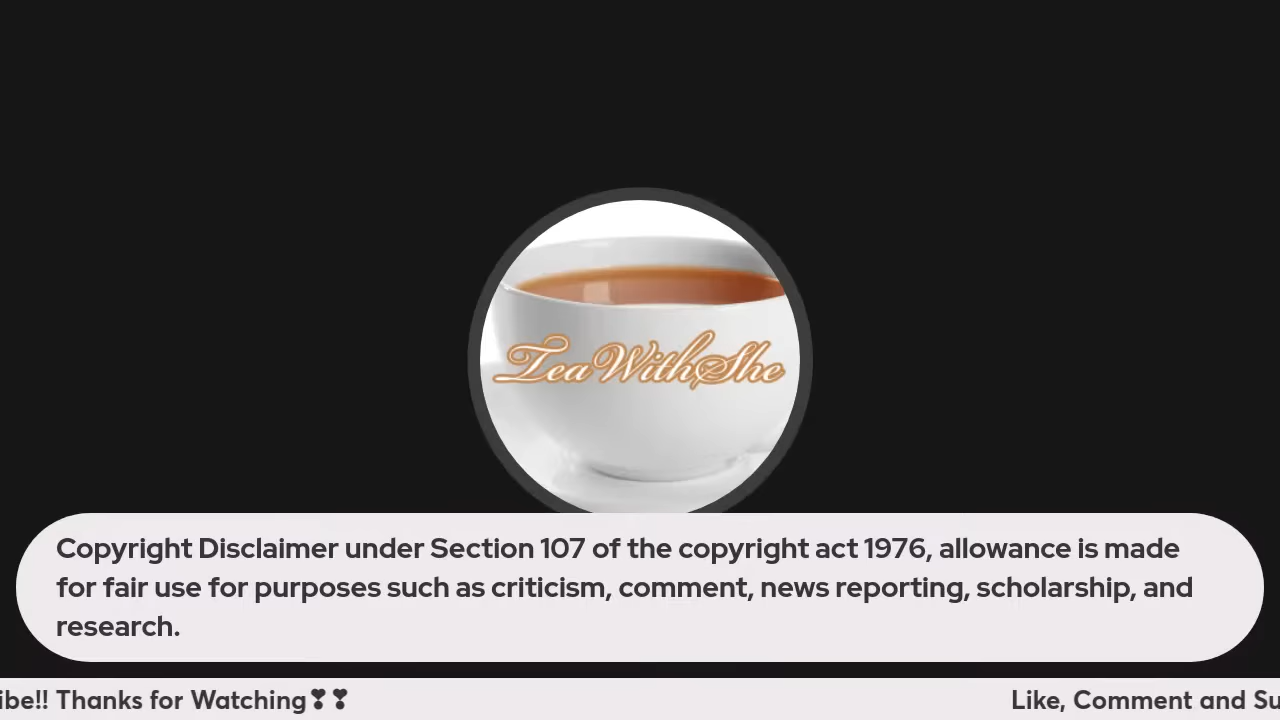 TeaWithShe
Copyright Disclaimer under Section 107 of the copyright act 1976, allowance is made
for fair use for purposes such as criticism, comment, news reporting, scholarship, and
research.
ibe!! Thanks for Watching❣❣ Like, Comment and Su